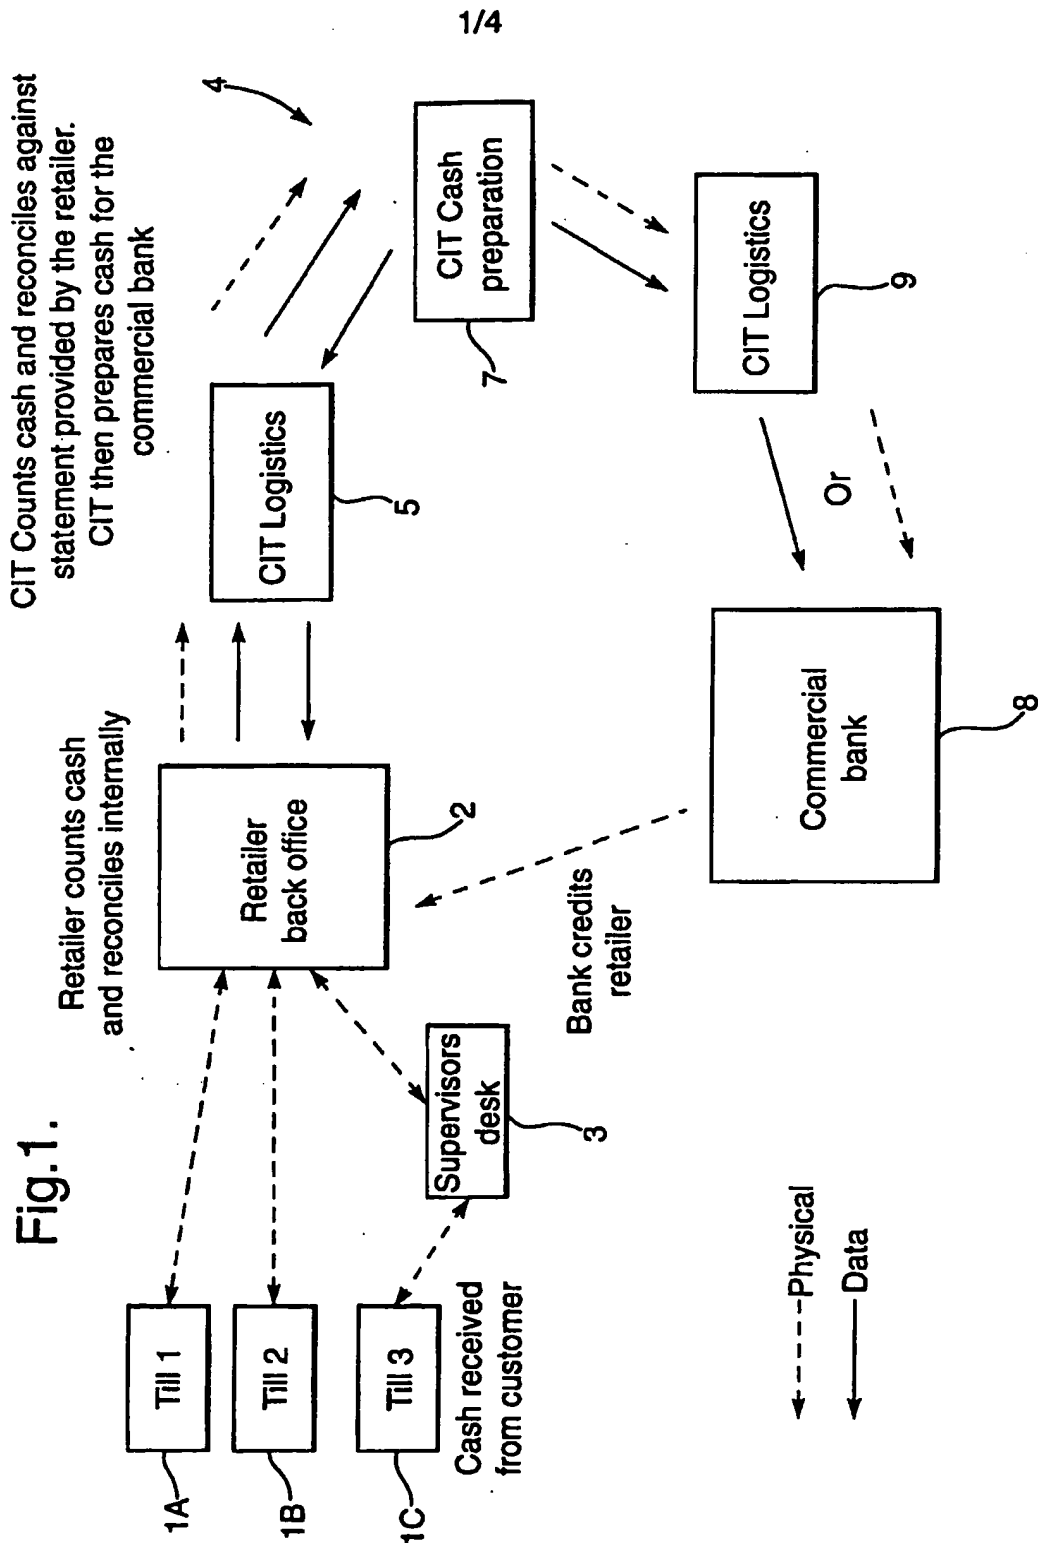 1/4
Fig.1.
CIT Counts cash and reconciles against
statement provided by the retailer.
CIT then prepares cash for the
commercial bank
4
Retailer counts cash
and reconciles internally
Till 1
1A
Till 2
1B
Till 3
1C
Cash received
from customer
Supervisors
desk
3
Retailer
back office
2
CIT Logistics
5
CIT Cash
preparation
7
CIT Logistics
9
Or
Commercial
bank
8
Bank credits
retailer
Physical
Data